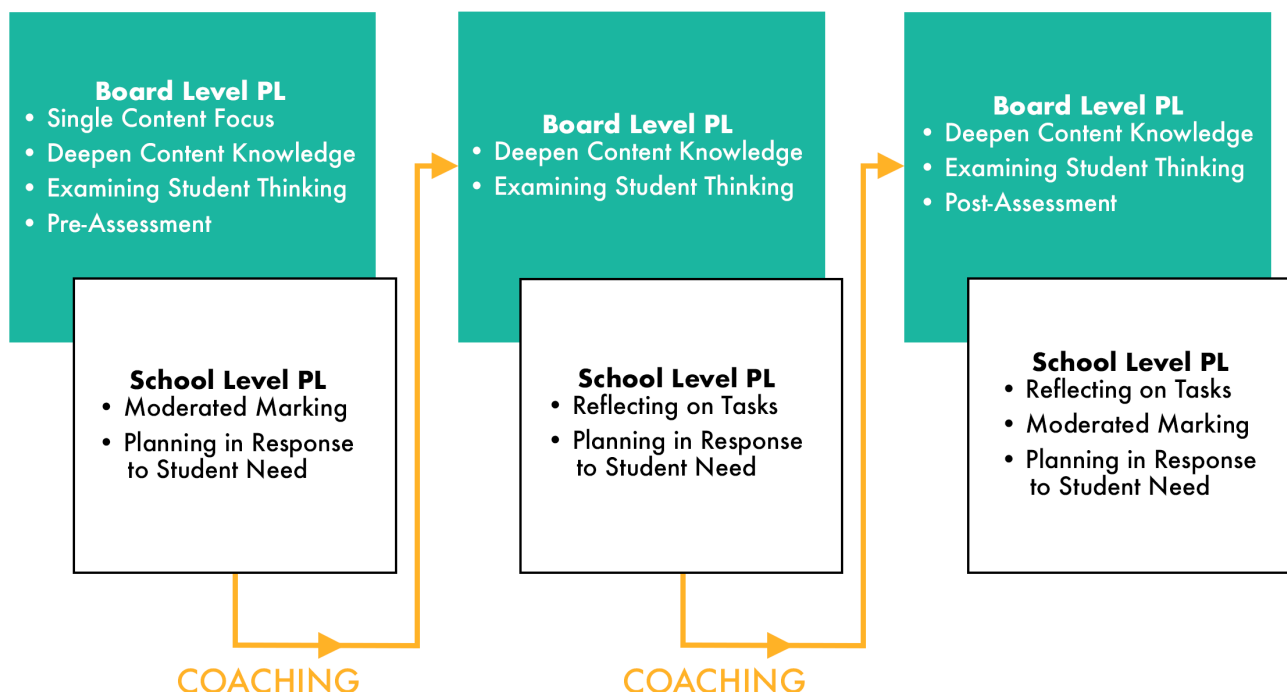 Board Level PL
• Single Content Focus
• Deepen Content Knowledge
• Examining Student Thinking
• Pre-Assessment
School Level PL
• Moderated Marking
• Planning in Response
to Student Need
COACHING
Board Level PL
• Deepen Content Knowledge
• Examining Student Thinking
School Level PL
• Reflecting on Tasks
• Planning in Response
to Student Need
COACHING
Board Level PL
• Deepen Content Knowledge
• Examining Student Thinking
• Post-Assessment
School Level PL
• Reflecting on Tasks
• Moderated Marking
• Planning in Response
to Student Need